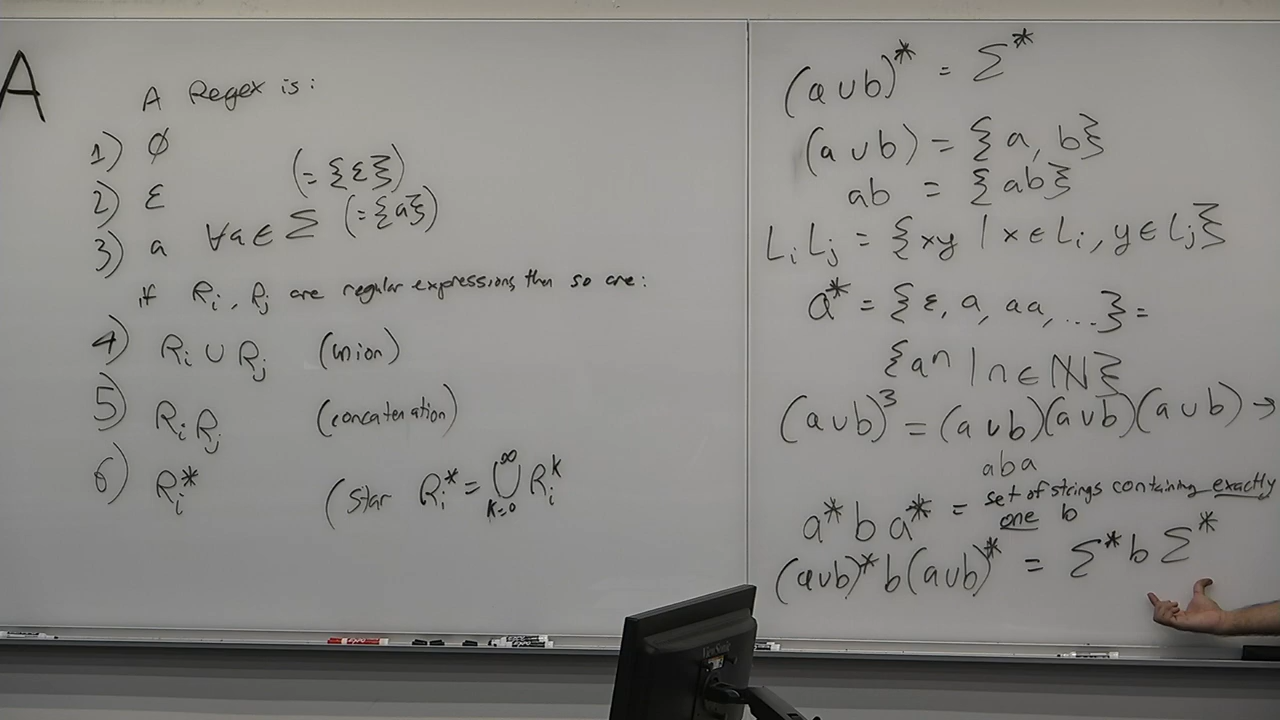 A
A Regex is:
1) ∅
2) ε (= {ε})
3) a ∀a ∈ Σ (= {a})
if Ri, Rj are regular expressions then so are:
4) Ri ∪ Rj (union)
5) RiRj (concatenation)
6) Ri* (star Ri* = ⋃_{k=0}^{∞} Ri^k
(a∪b)* = Σ*
(a∪b) = {a, b}
ab = {ab}
LiLj = {xy | x ∈ Li, y ∈ Lj}
a* = {ε, a, aa, ...} =
{aⁿ | n ∈ ℕ}
(a∪b)³ = (a∪b)(a∪b)(a∪b) →
aba
a*ba* = set of strings containing exactly
one b
(a∪b)*b(a∪b)* = Σ*bΣ*
ViewSonic